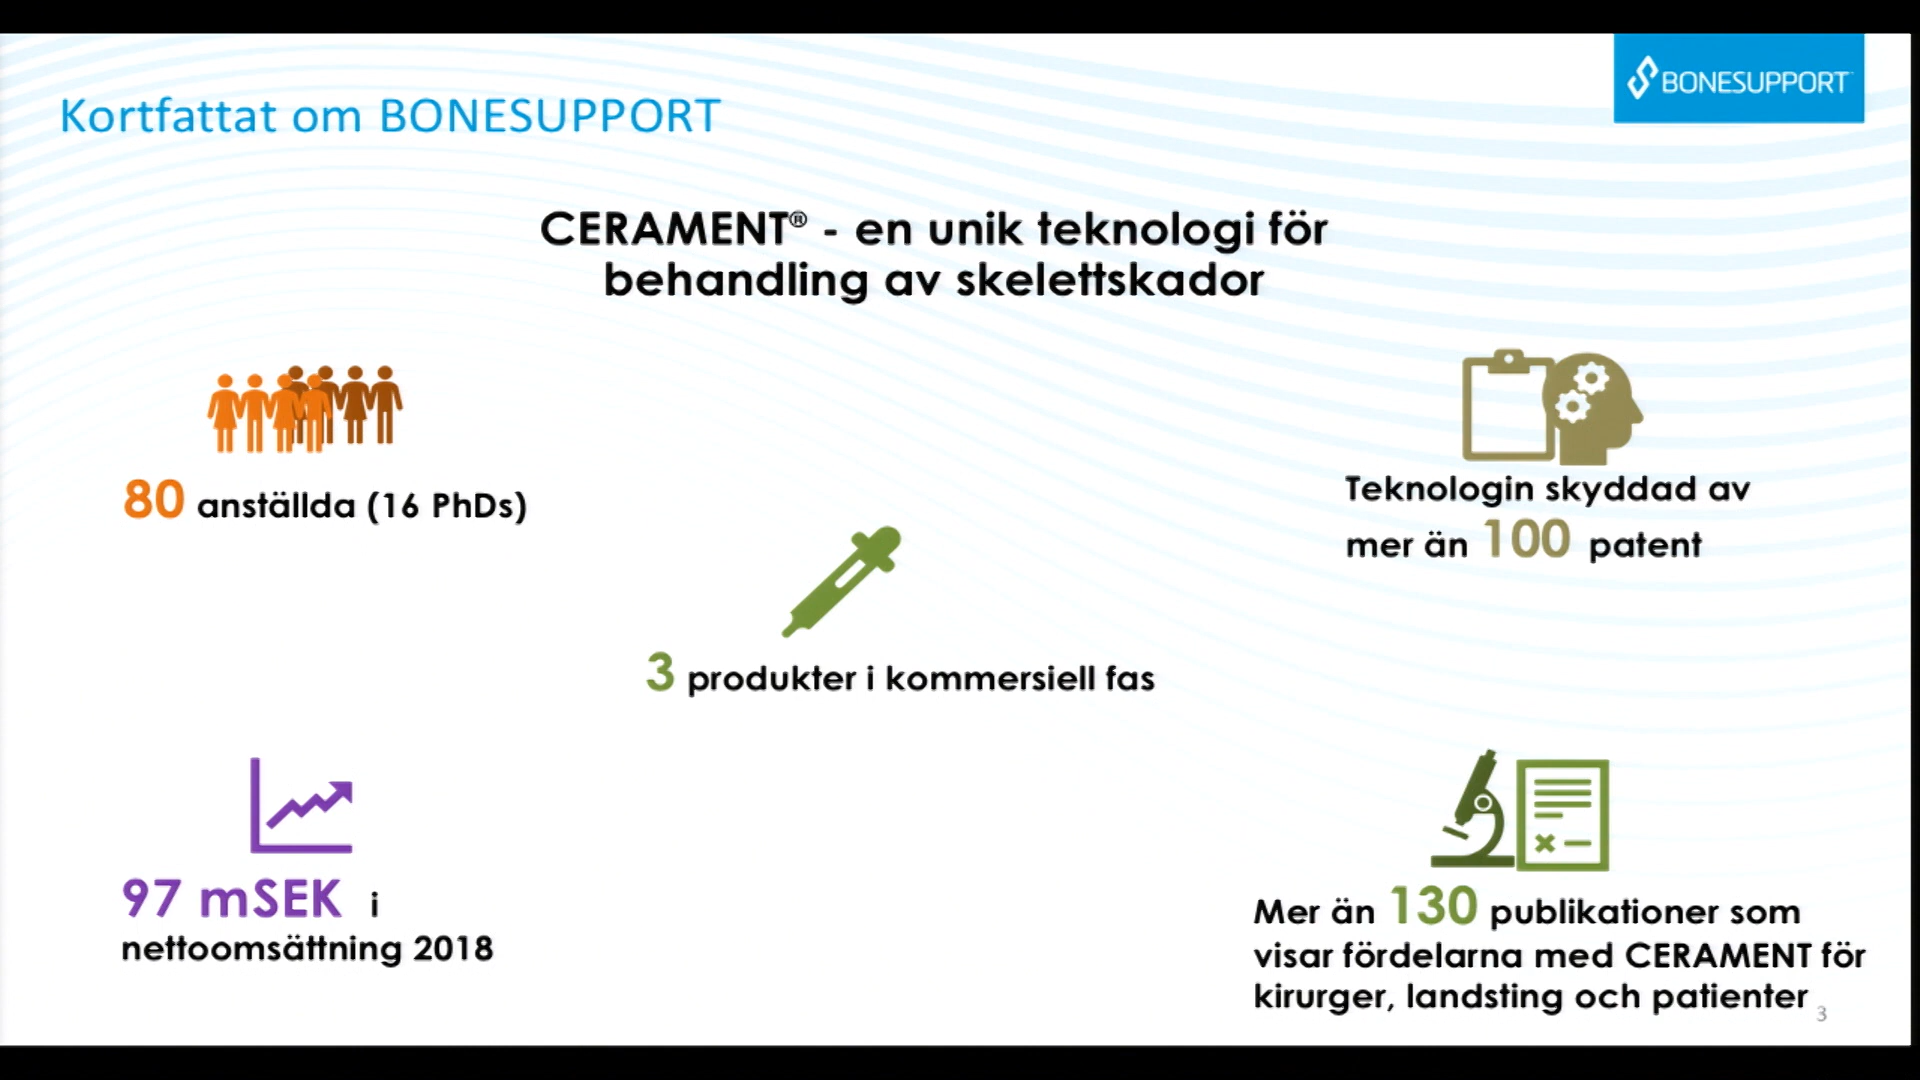 BONESUPPORT
Kortfattat om BONESUPPORT
CERAMENT® - en unik teknologi för
behandling av skelettskador
80 anställda (16 PhDs)
Teknologin skyddad av
mer än 100 patent
3 produkter i kommersiell fas
97 mSEK i
nettoomsättning 2018
Mer än 130 publikationer som
visar fördelarna med CERAMENT för
kirurger, landsting och patienter
3